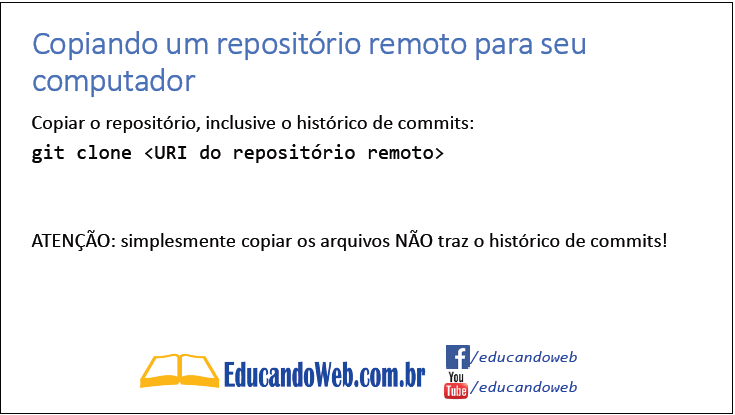 Copiando um repositório remoto para seu
computador
Copiar o repositório, inclusive o histórico de commits:
git clone <URI do repositório remoto>
ATENÇÃO: simplesmente copiar os arquivos NÃO traz o histórico de commits!
EducandoWeb.com.br
f /educandoweb
You
Tube /educandoweb